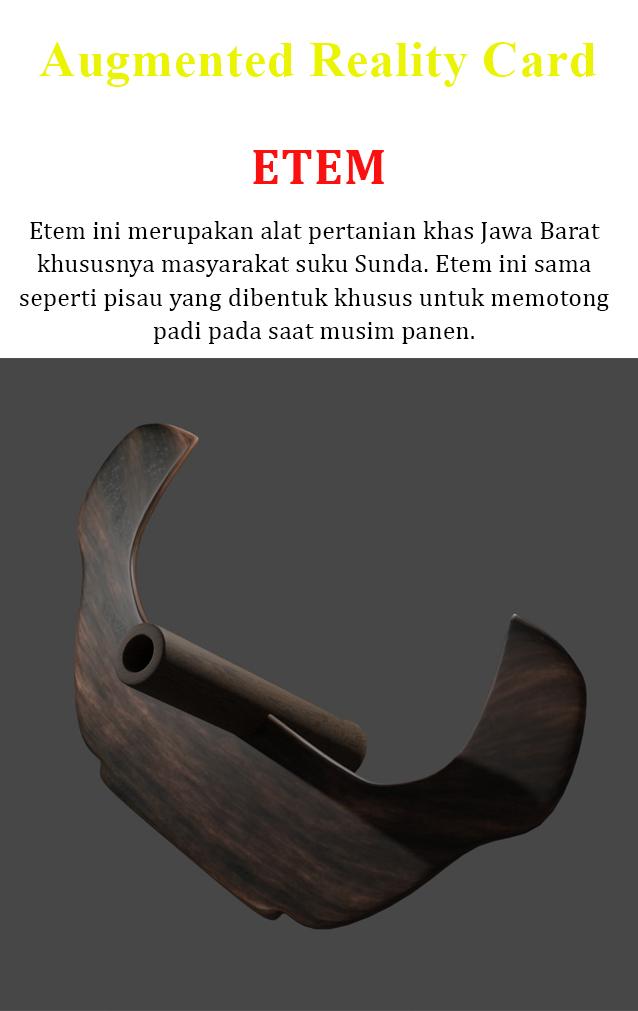 Augmented Reality Card
ETEM
Etem ini merupakan alat pertanian khas Jawa Barat
khususnya masyarakat suku Sunda. Etem ini sama
seperti pisau yang dibentuk khusus untuk memotong
padi pada saat musim panen.